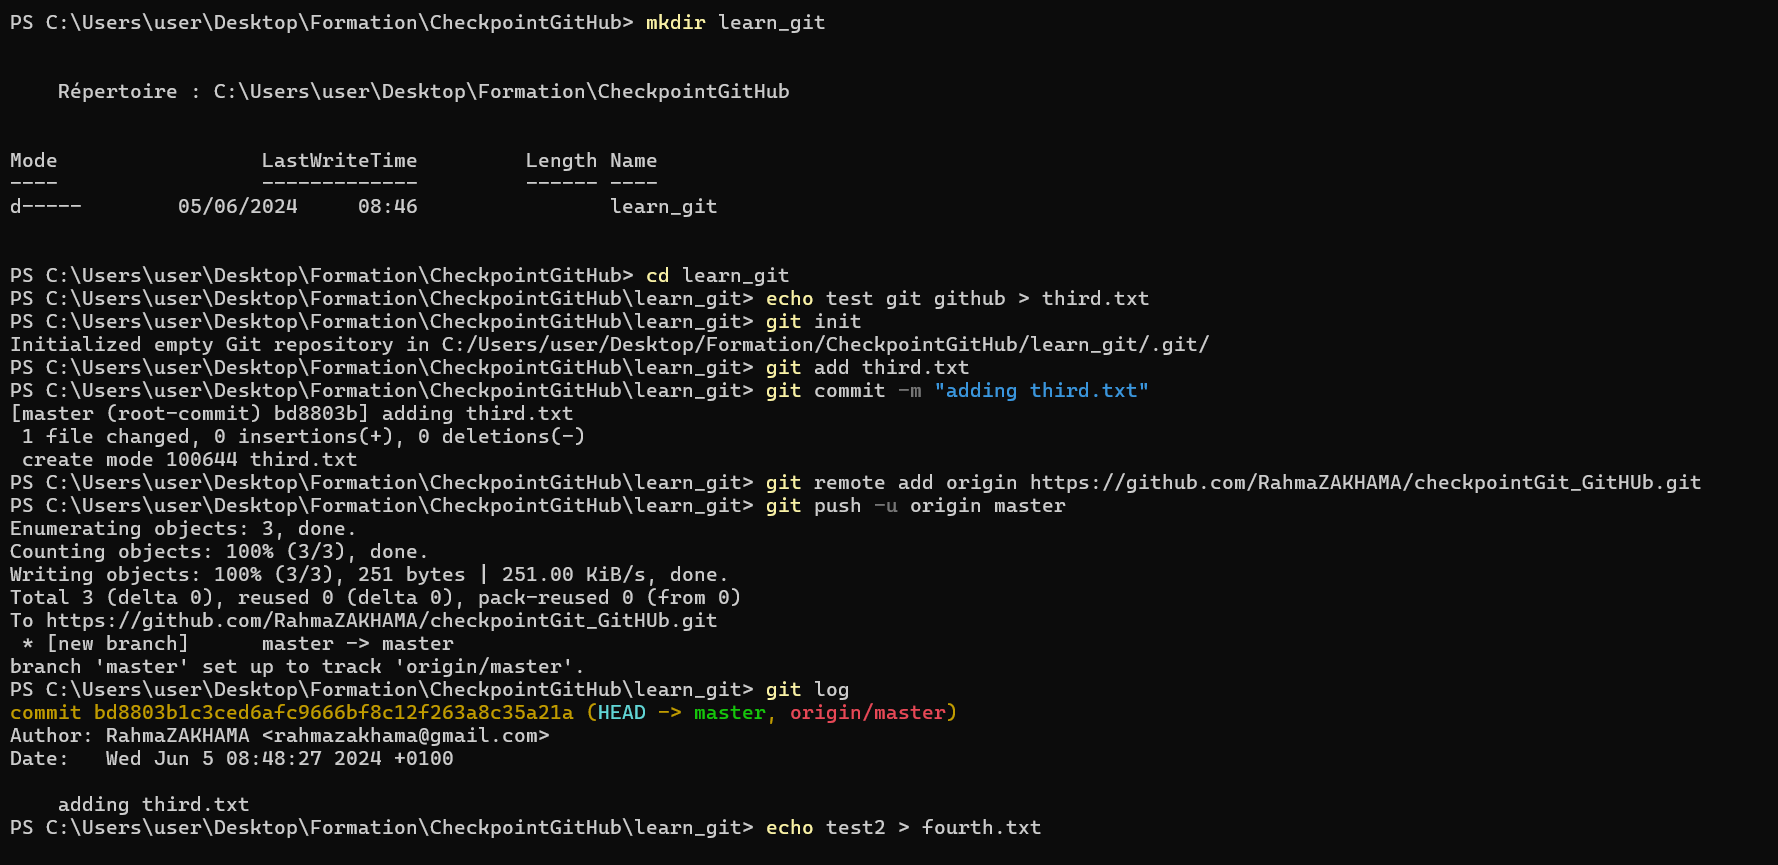 PS C:\Users\user\Desktop\Formation\CheckpointGitHub> mkdir learn_git
Répertoire : C:\Users\user\Desktop\Formation\CheckpointGitHub
Mode                 LastWriteTime         Length Name
----                 -------------         ------ ----
d-----        05/06/2024     08:46                learn_git
PS C:\Users\user\Desktop\Formation\CheckpointGitHub> cd learn_git
PS C:\Users\user\Desktop\Formation\CheckpointGitHub\learn_git> echo test git github > third.txt
PS C:\Users\user\Desktop\Formation\CheckpointGitHub\learn_git> git init
Initialized empty Git repository in C:/Users/user/Desktop/Formation/CheckpointGitHub/learn_git/.git/
PS C:\Users\user\Desktop\Formation\CheckpointGitHub\learn_git> git add third.txt
PS C:\Users\user\Desktop\Formation\CheckpointGitHub\learn_git> git commit -m "adding third.txt"
[master (root-commit) bd8803b] adding third.txt
 1 file changed, 0 insertions(+), 0 deletions(-)
 create mode 100644 third.txt
PS C:\Users\user\Desktop\Formation\CheckpointGitHub\learn_git> git remote add origin https://github.com/RahmaZAKHAMA/checkpointGit_GitHUb.git
PS C:\Users\user\Desktop\Formation\CheckpointGitHub\learn_git> git push -u origin master
Enumerating objects: 3, done.
Counting objects: 100% (3/3), done.
Writing objects: 100% (3/3), 251 bytes | 251.00 KiB/s, done.
Total 3 (delta 0), reused 0 (delta 0), pack-reused 0 (from 0)
To https://github.com/RahmaZAKHAMA/checkpointGit_GitHUb.git
 * [new branch]      master -> master
branch 'master' set up to track 'origin/master'.
PS C:\Users\user\Desktop\Formation\CheckpointGitHub\learn_git> git log
commit bd8803b1c3ced6afc9666bf8c12f263a8c35a21a (HEAD -> master, origin/master)
Author: RahmaZAKHAMA <rahmazakhama@gmail.com>
Date:   Wed Jun 5 08:48:27 2024 +0100
    adding third.txt
PS C:\Users\user\Desktop\Formation\CheckpointGitHub\learn_git> echo test2 > fourth.txt